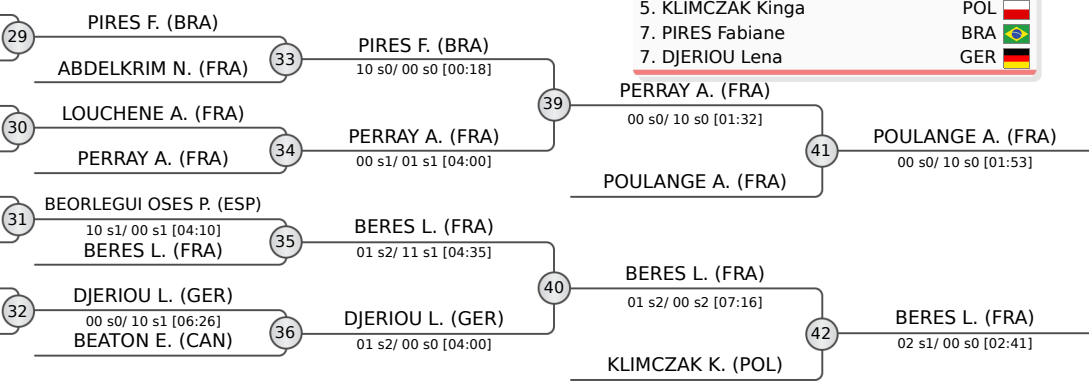 5. KLIMCZAK Kinga POL
7. PIRES Fabiane BRA
7. DJERIOU Lena GER
29
PIRES F. (BRA)
ABDELKRIM N. (FRA)
33
PIRES F. (BRA)
10 s0/ 00 s0 [00:18]
30
LOUCHENE A. (FRA)
PERRAY A. (FRA)
34
PERRAY A. (FRA)
00 s1/ 01 s1 [04:00]
39
PERRAY A. (FRA)
00 s0/ 10 s0 [01:32]
POULANGE A. (FRA)
41
POULANGE A. (FRA)
00 s0/ 10 s0 [01:53]
31
BEORLEGUI OSES P. (ESP)
10 s1/ 00 s1 [04:10]
BERES L. (FRA)
35
BERES L. (FRA)
01 s2/ 11 s1 [04:35]
32
DJERIOU L. (GER)
00 s0/ 10 s1 [06:26]
BEATON E. (CAN)
36
DJERIOU L. (GER)
01 s2/ 00 s0 [04:00]
40
BERES L. (FRA)
01 s2/ 00 s2 [07:16]
KLIMCZAK K. (POL)
42
BERES L. (FRA)
02 s1/ 00 s0 [02:41]